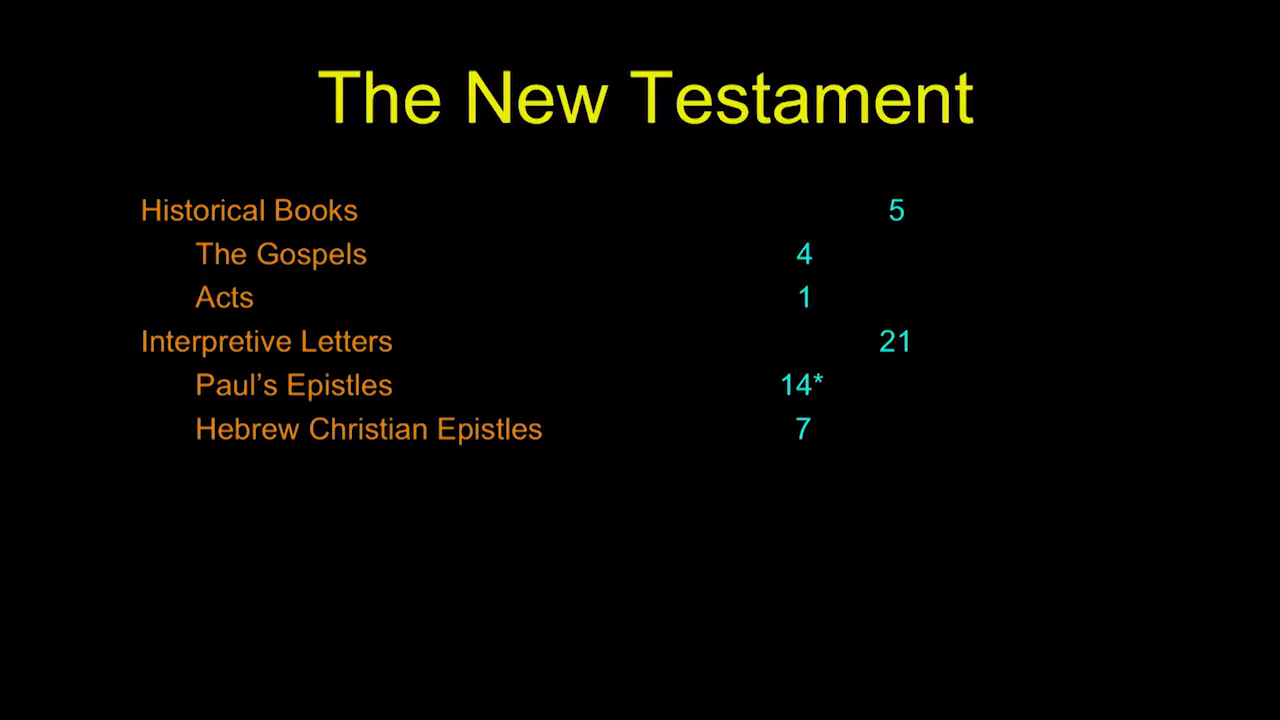 The New Testament
Historical Books 5
The Gospels 4
Acts 1
Interpretive Letters 21
Paul’s Epistles 14*
Hebrew Christian Epistles 7